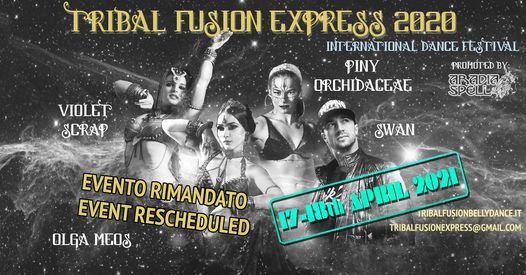 TRIBAL FUSION EXPRESS 2020
INTERNATIONAL DANCE FESTIVAL
PROMOTED BY:
ARADIA
SPELL
PINY
ORCHIDACEAE
VIOLET
SCRAP
SWAN
EVENTO RIMANDATO
EVENT RESCHEDULED
17-18th APRIL 2021
OLGA MEOS
TRIBALFUSIONBELLYDANCE.IT
TRIBALFUSIONEXPRESS@GMAIL.COM